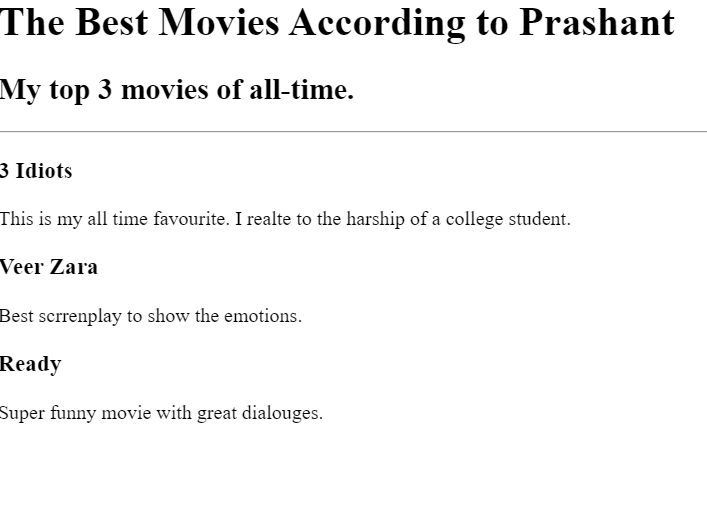 The Best Movies According to Prashant
My top 3 movies of all-time.
3 Idiots
This is my all time favourite. I realte to the harship of a college student.
Veer Zara
Best scrrenplay to show the emotions.
Ready
Super funny movie with great dialouges.